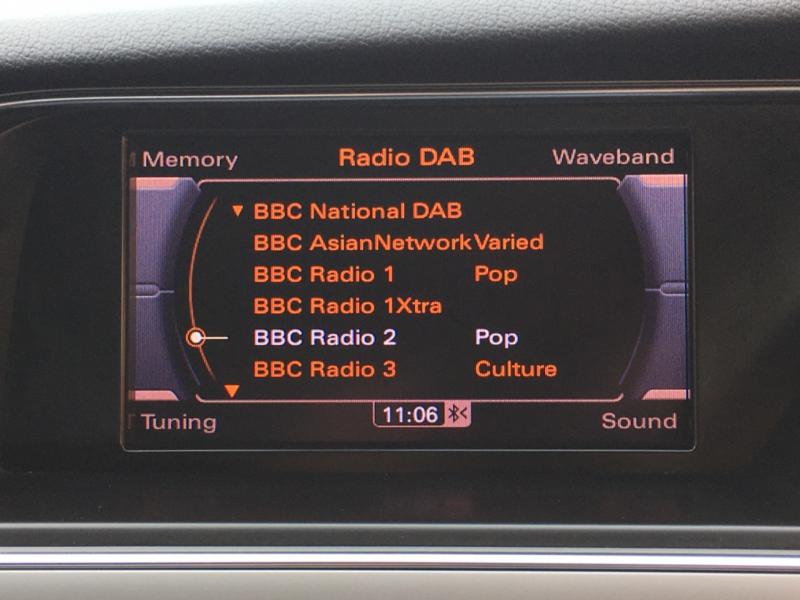 Memory Radio DAB Waveband
BBC National DAB
BBC AsianNetwork Varied
BBC Radio 1 Pop
BBC Radio 1Xtra
BBC Radio 2 Pop
BBC Radio 3 Culture
Tuning 11:06 Sound